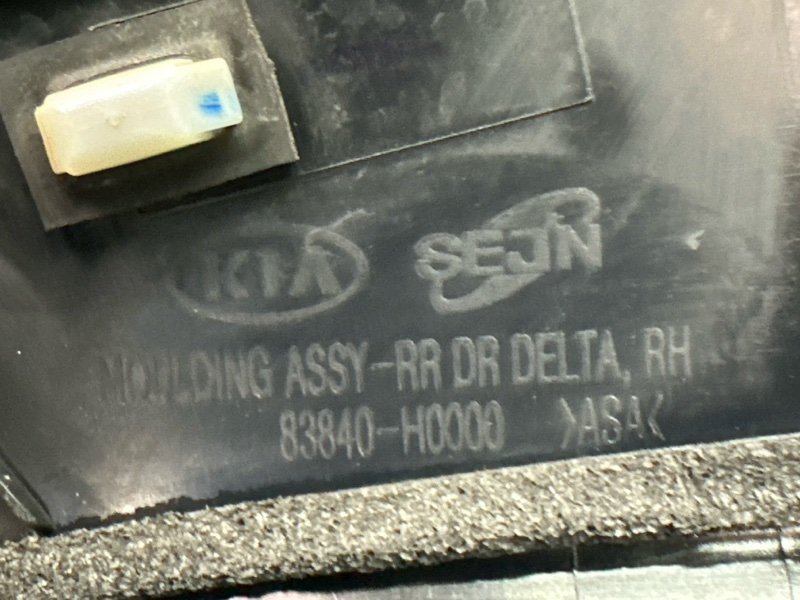 KIA SEJIN
MOULDING ASSY-RR DR DELTA, RH
83840-H0000 >ASA<